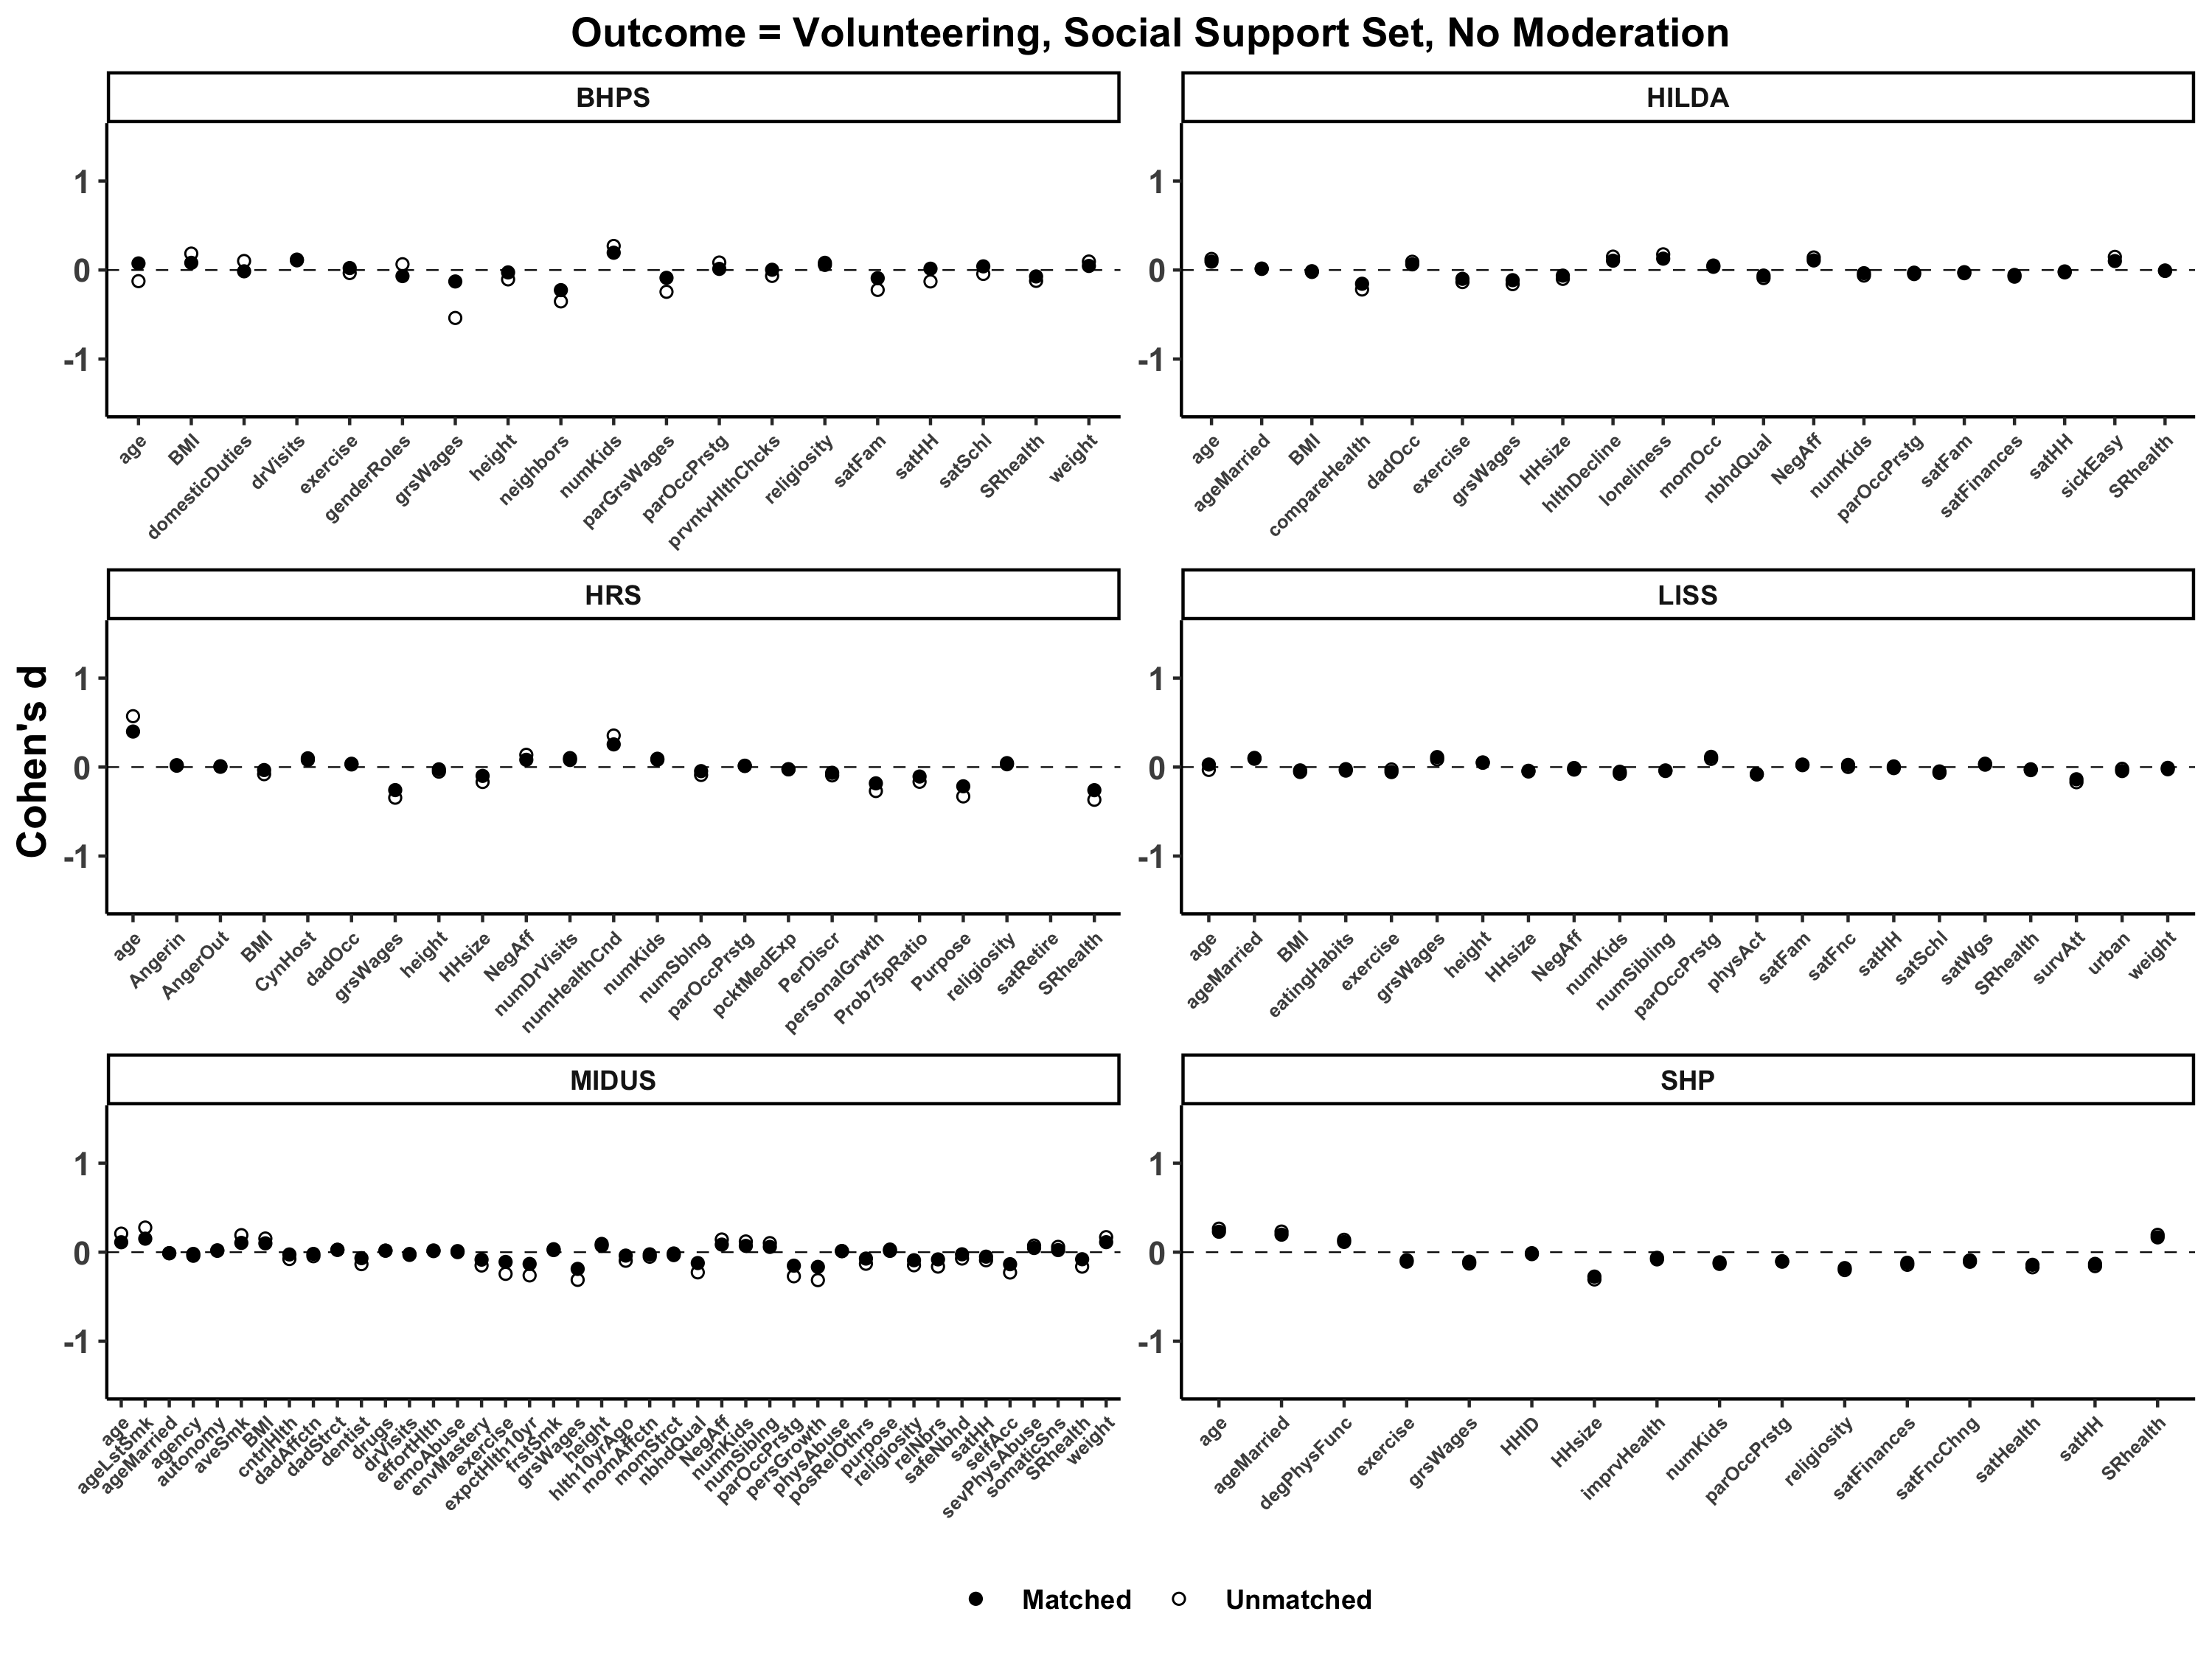 Outcome = Volunteering, Social Support Set, No Moderation
BHPS
1
0
-1
age
BMI
domesticDuties
drVisits
exercise
genderRoles
grsWages
height
neighbors
numKids
parGrsWages
parOccPrstg
prvntvHlthChcks
religiosity
satFam
satHH
satSchl
SRhealth
weight
HILDA
1
0
-1
age
ageMarried
BMI
compareHealth
dadOcc
exercise
grsWages
HHsize
hlthDecline
loneliness
momOcc
nbhdQual
NegAff
numKids
parOccPrstg
satFam
satFinances
satHH
sickEasy
SRhealth
Cohen's d
HRS
1
0
-1
age
Angerin
AngerOut
BMI
CynHost
dadOcc
grsWages
height
HHsize
NegAff
numDrVisits
numHealthCnd
numKids
numSblng
parOccPrstg
pcktMedExp
PerDiscr
personalGrwth
Prob75pRatio
Purpose
religiosity
satRetire
SRhealth
LISS
1
0
-1
age
ageMarried
BMI
eatingHabits
exercise
grsWages
height
HHsize
NegAff
numKids
numSibling
parOccPrstg
physAct
satFam
satFnc
satHH
satSchl
satWgs
SRhealth
survAtt
urban
weight
MIDUS
1
0
-1
age
ageLstSmk
ageMarried
agency
autonomy
aveSmk
BMI
cntrlHlth
dadAffctn
dadStrct
dentist
drugs
drVisits
effortHlth
emoAbuse
envMastery
exercise
expctHlth10yr
frstSmk
grsWages
height
hlth10yrAgo
momAffctn
momStrct
nbhdQual
NegAff
numKids
numSiblng
parOccPrstg
persGrowth
physAbuse
posRelOthrs
purpose
religiosity
relNbrs
safeNbhd
satHH
selfAcc
sevPhysAbuse
somaticSns
SRhealth
weight
SHP
1
0
-1
age
ageMarried
degPhysFunc
exercise
grsWages
HHID
HHsize
imprvHealth
numKids
parOccPrstg
religiosity
satFinances
satFncChng
satHealth
satHH
SRhealth
Matched
Unmatched